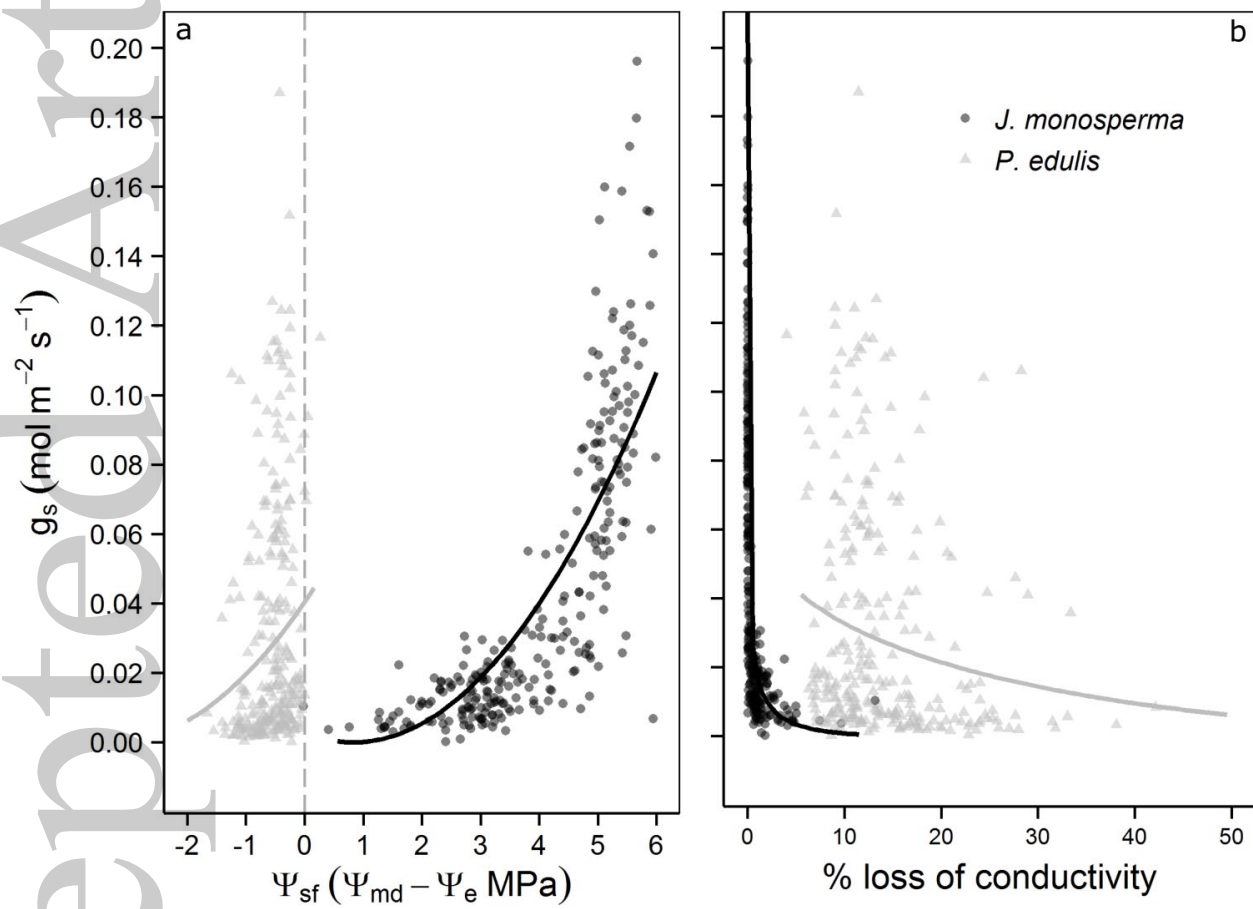 a
b
0.20
0.18
0.16
0.14
0.12
0.10
0.08
0.06
0.04
0.02
0.00
gs (mol m−2 s−1)
J. monosperma
P. edulis
-2 -1 0 1 2 3 4 5 6
0 10 20 30 40 50
Ψsf (Ψmd – Ψe MPa)
% loss of conductivity
epted Art